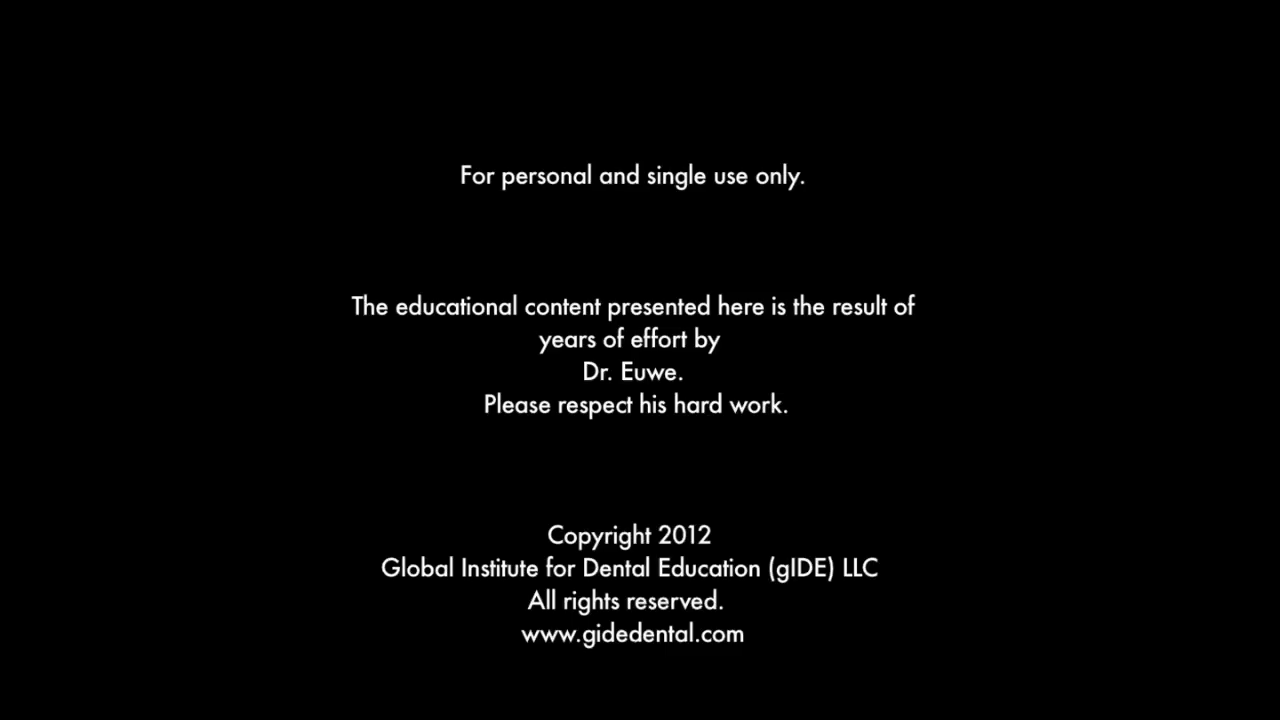 For personal and single use only.
The educational content presented here is the result of
years of effort by
Dr. Euwe.
Please respect his hard work.
Copyright 2012
Global Institute for Dental Education (gIDE) LLC
All rights reserved.
www.gidedental.com